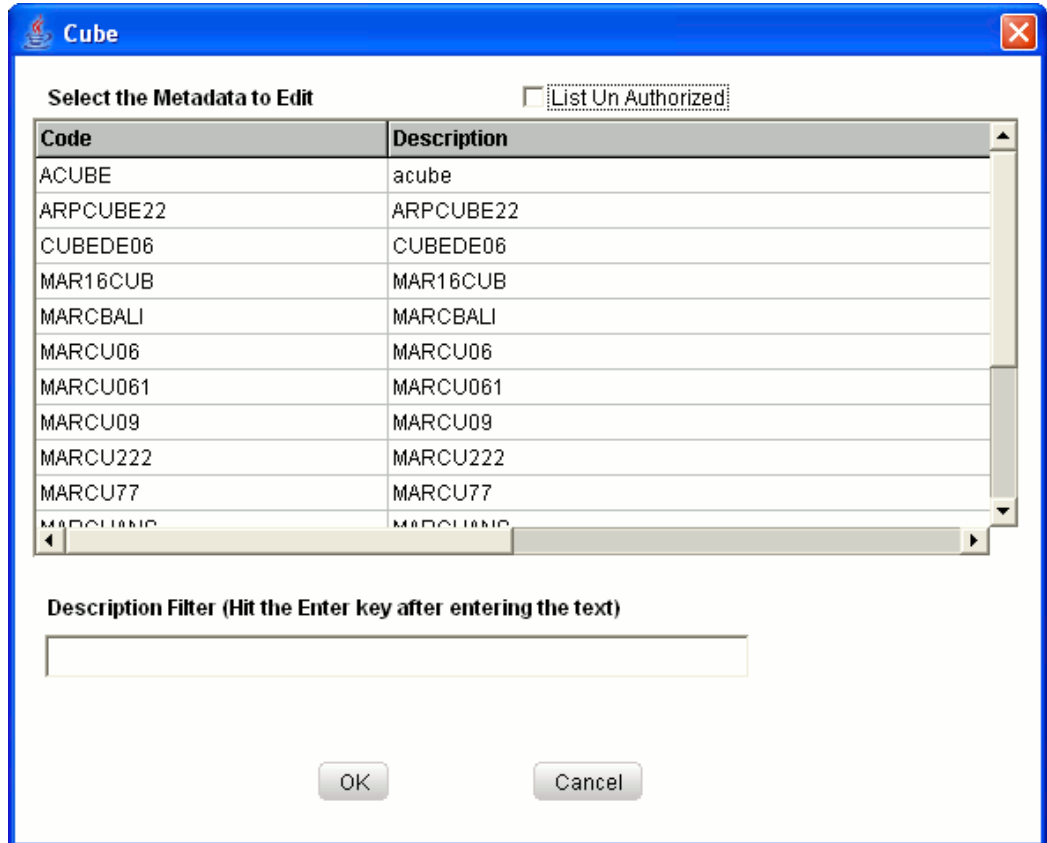 Cube
Select the Metadata to Edit List Un Authorized
Code Description
ACUBE acube
ARPCUBE22 ARPCUBE22
CUBEDE06 CUBEDE06
MAR16CUB MAR16CUB
MARCBALI MARCBALI
MARCU06 MARCU06
MARCU061 MARCU061
MARCU09 MARCU09
MARCU222 MARCU222
MARCU77 MARCU77
Description Filter (Hit the Enter key after entering the text)
OK Cancel